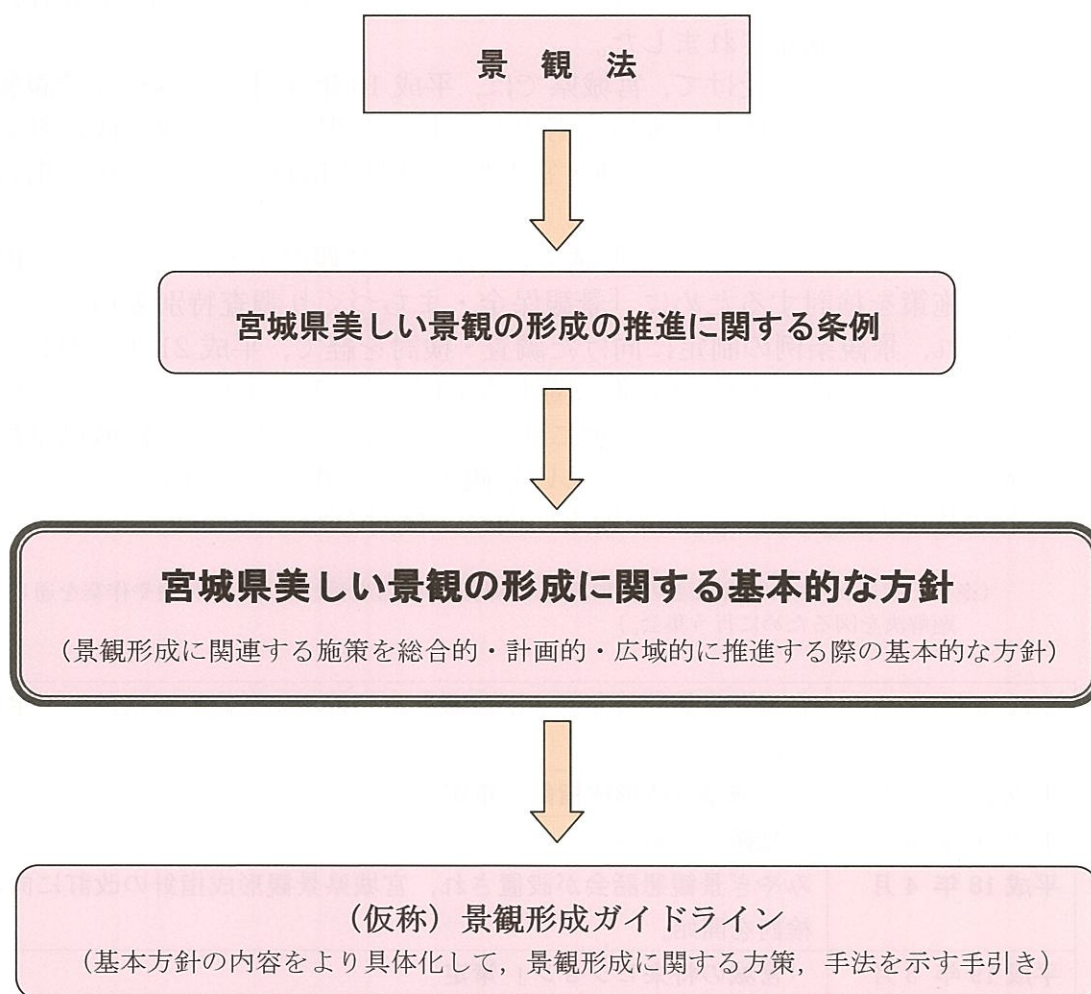 景 観 法
宮城県美しい景観の形成の推進に関する条例
宮城県美しい景観の形成に関する基本的な方針
（景観形成に関連する施策を総合的・計画的・広域的に推進する際の基本的な方針）
（仮称）景観形成ガイドライン
（基本方針の内容をより具体化して，景観形成に関する方策，手法を示す手引き）